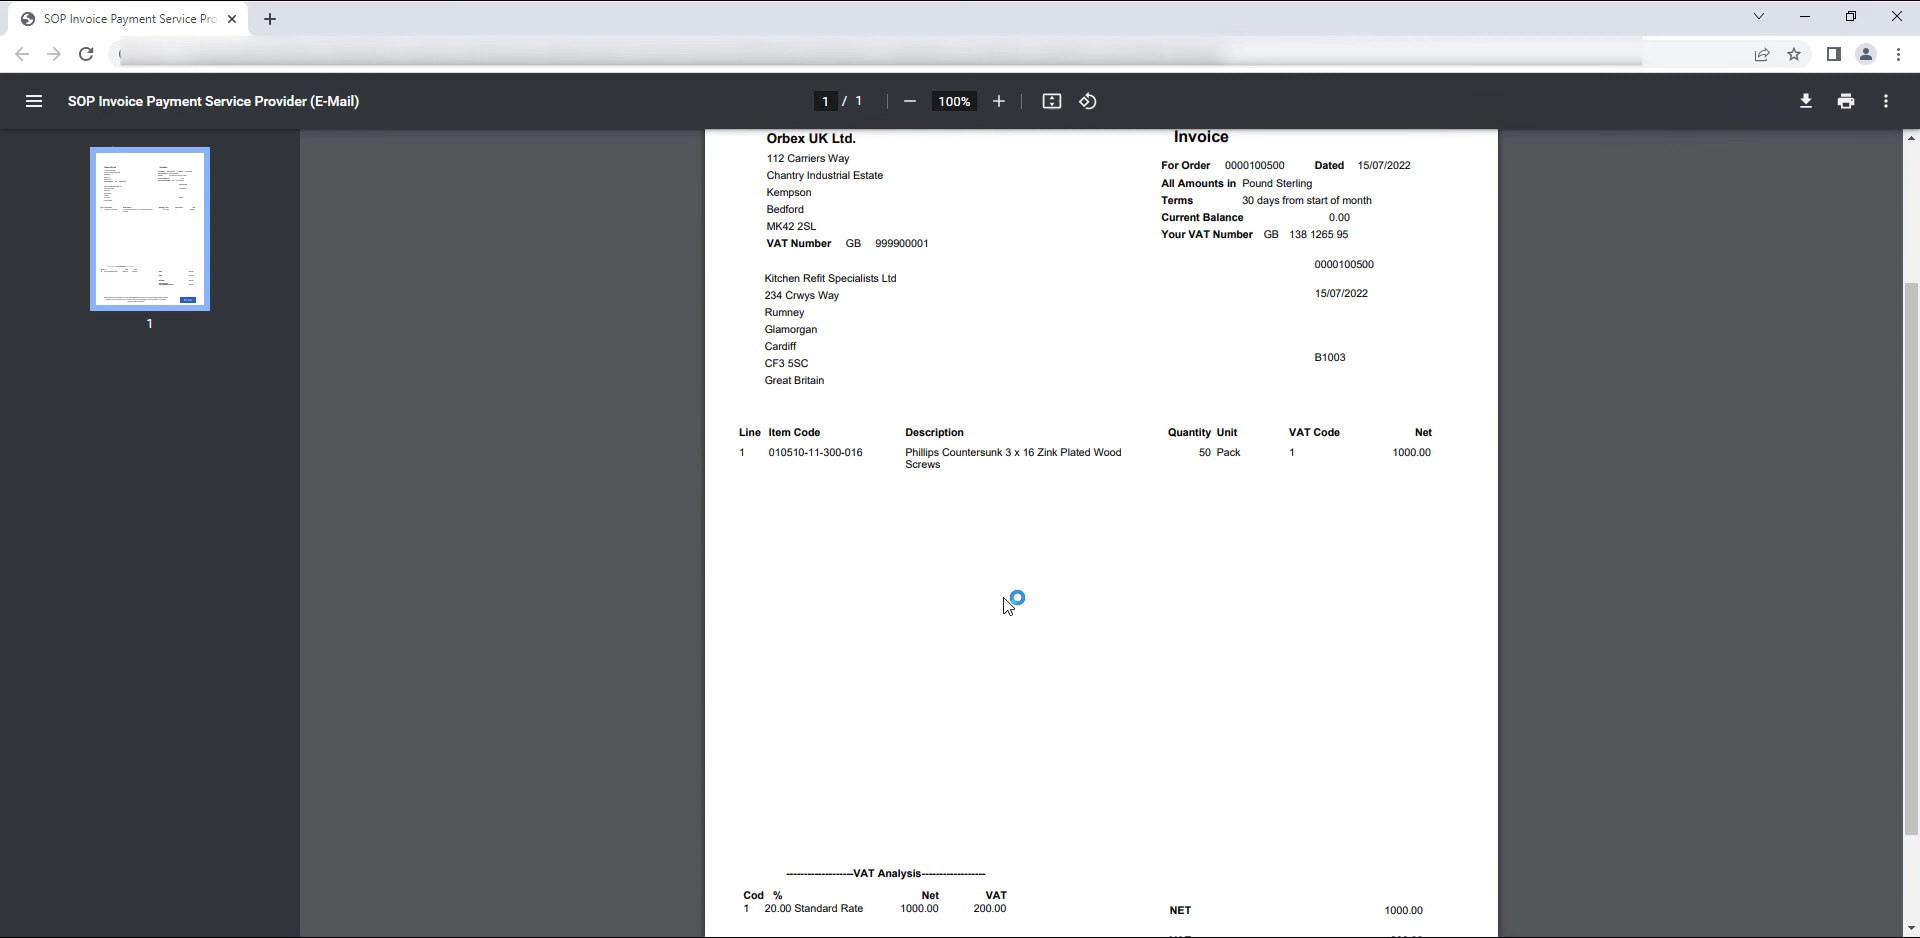 SOP Invoice Payment Service Pro
SOP Invoice Payment Service Provider (E-Mail)
1 / 1
100%
1
Orbex UK Ltd.
112 Carriers Way
Chantry Industrial Estate
Kempson
Bedford
MK42 2SL
VAT Number GB 999900001
Invoice
For Order 0000100500 Dated 15/07/2022
All Amounts in Pound Sterling
Terms 30 days from start of month
Current Balance 0.00
Your VAT Number GB 138 1265 95
0000100500
15/07/2022
B1003
Kitchen Refit Specialists Ltd
234 Crwys Way
Rumney
Glamorgan
Cardiff
CF3 5SC
Great Britain
Line Item Code Description Quantity Unit VAT Code Net
1 010510-11-300-016 Phillips Countersunk 3 x 16 Zink Plated Wood 50 Pack 1 1000.00
Screws
-------------------VAT Analysis------------------
Cod % Net VAT
1 20.00 Standard Rate 1000.00 200.00
NET 1000.00